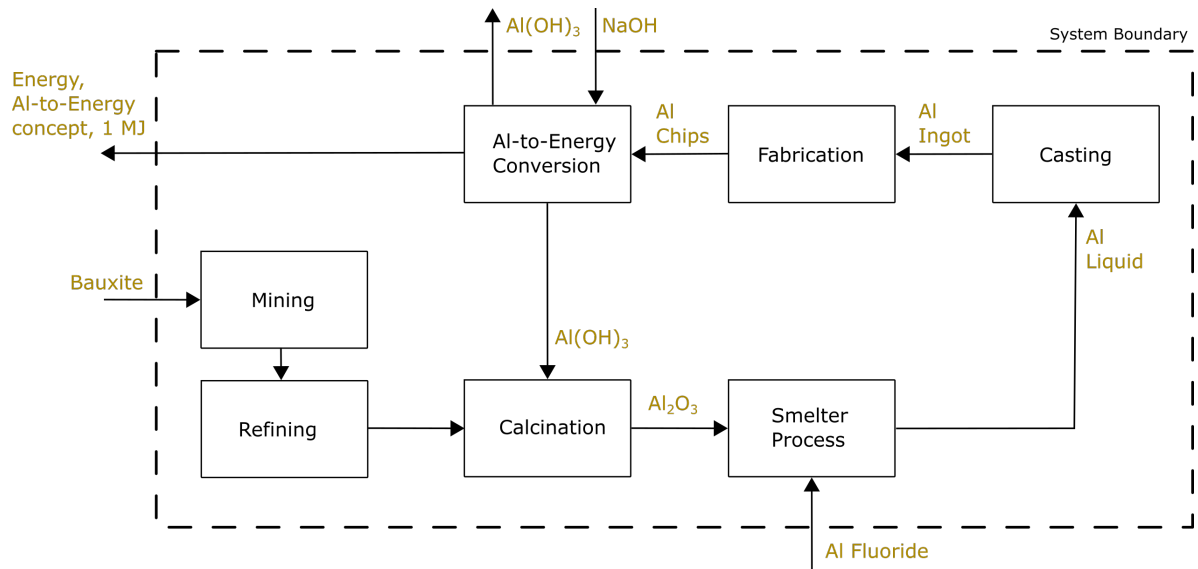 Al(OH)₃
NaOH
System Boundary
Energy,
Al-to-Energy
concept, 1 MJ
Al-to-Energy
Conversion
Al
Chips
Fabrication
Al
Ingot
Casting
Al
Liquid
Bauxite
Mining
Al(OH)₃
Refining
Calcination
Al₂O₃
Smelter
Process
Al Fluoride